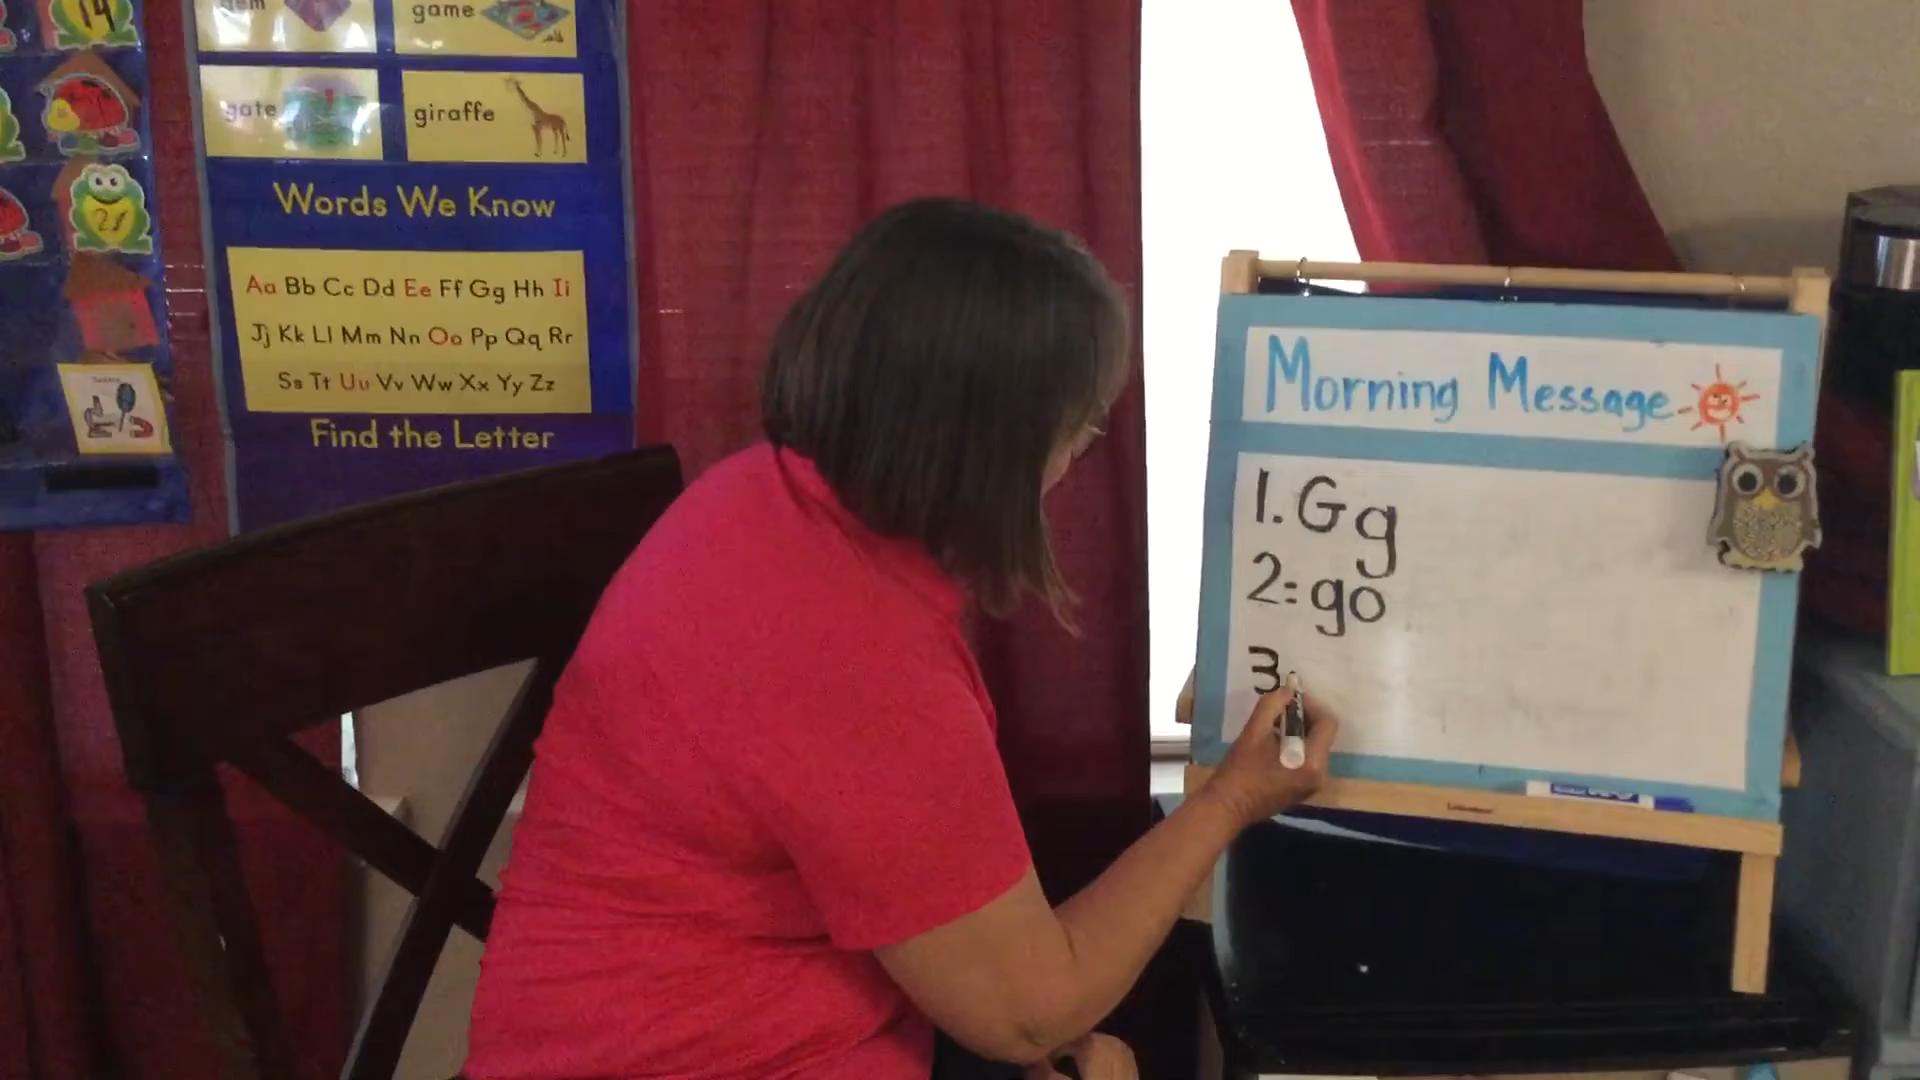 14
gem
game
gate
giraffe
Words We Know
Aa Bb Cc Dd Ee Ff Gg Hh Ii
Jj Kk Ll Mm Nn Oo Pp Qq Rr
Ss Tt Uu Vv Ww Xx Yy Zz
Find the Letter
Morning Message
1. Gg
2. go
3.